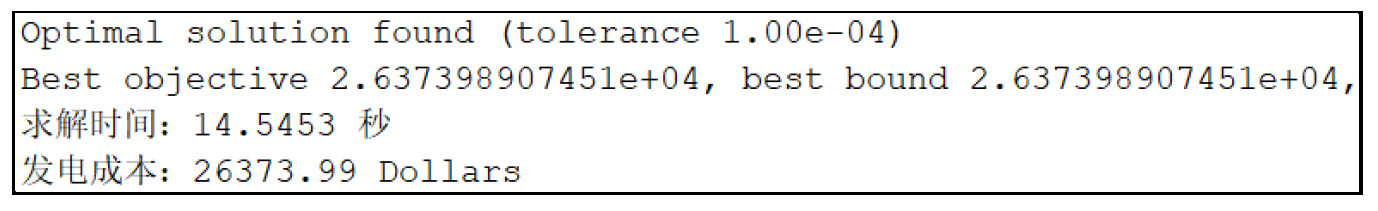 Optimal solution found (tolerance 1.00e-04)
Best objective 2.637398907451e+04, best bound 2.637398907451e+04,
求解时间: 14.5453 秒
发电成本: 26373.99 Dollars